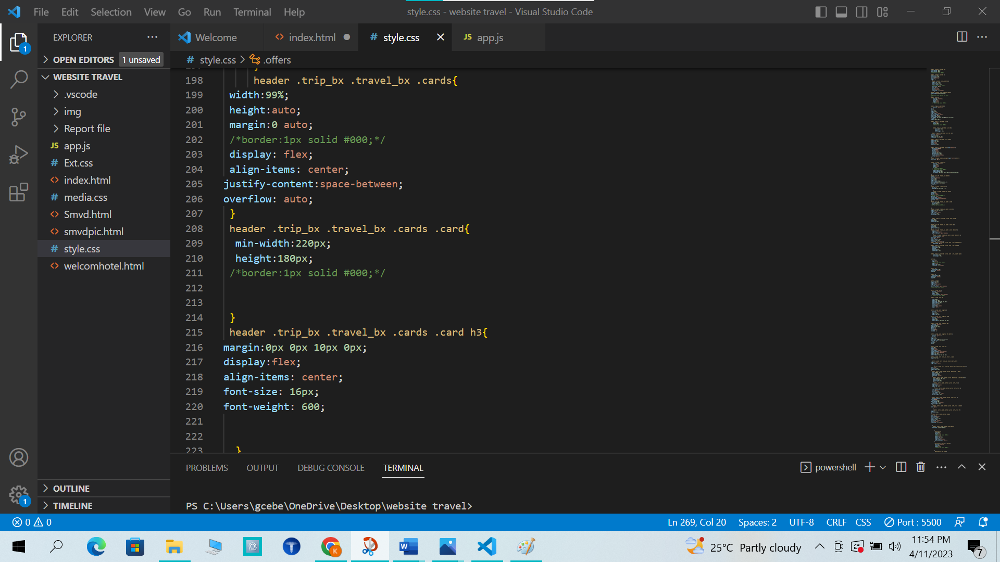 File Edit Selection View Go Run Terminal Help
style.css - website travel - Visual Studio Code
EXPLORER
OPEN EDITORS 1 unsaved
WEBSITE TRAVEL
.vscode
img
Report file
JS app.js
# Ext.css
<> index.html
# media.css
<> Smvd.html
<> smvdpic.html
# style.css
<> welcomhotel.html
OUTLINE
TIMELINE
1
1
Welcome
<> index.html
# style.css
JS app.js
# style.css > .offers
198 header .trip_bx .travel_bx .cards{
199 width:99%;
200 height:auto;
201 margin:0 auto;
202 /*border:1px solid #000;*/
203 display: flex;
204 align-items: center;
205 justify-content:space-between;
206 overflow: auto;
207 }
208 header .trip_bx .travel_bx .cards .card{
209 min-width:220px;
210 height:180px;
211 /*border:1px solid #000;*/
212
213
214 }
215 header .trip_bx .travel_bx .cards .card h3{
216 margin:0px 0px 10px 0px;
217 display:flex;
218 align-items: center;
219 font-size: 16px;
220 font-weight: 600;
221
222
223 }
PROBLEMS OUTPUT DEBUG CONSOLE TERMINAL
powershell
PS C:\Users\gcebe\OneDrive\Desktop\website travel>
0 0
Ln 269, Col 20 Spaces: 2 UTF-8 CRLF CSS Port : 5500
25°C Partly cloudy
11:54 PM
4/11/2023
7